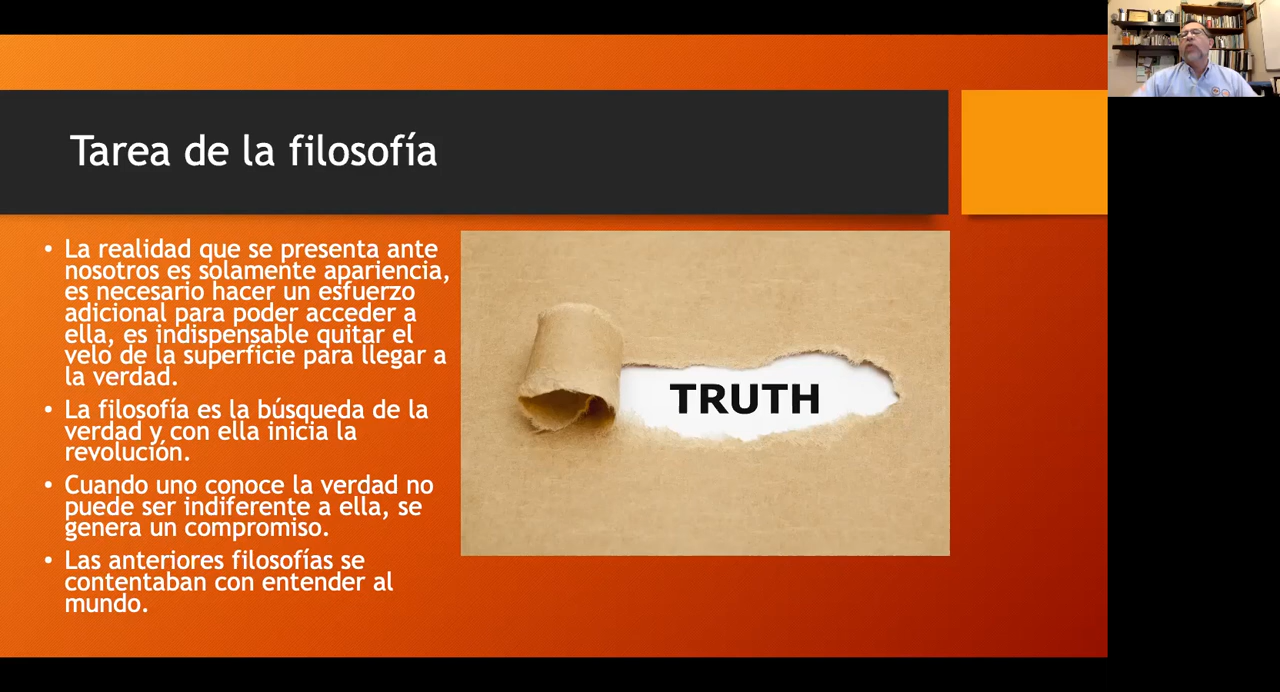 Tarea de la filosofía
• La realidad que se presenta ante
nosotros es solamente apariencia,
es necesario hacer un esfuerzo
adicional para poder acceder a
ella, es indispensable quitar el
velo de la superficie para llegar a
la verdad.
• La filosofía es la búsqueda de la
verdad y con ella inicia la
revolución.
• Cuando uno conoce la verdad no
puede ser indiferente a ella, se
genera un compromiso.
• Las anteriores filosofías se
contentaban con entender al
mundo.
TRUTH